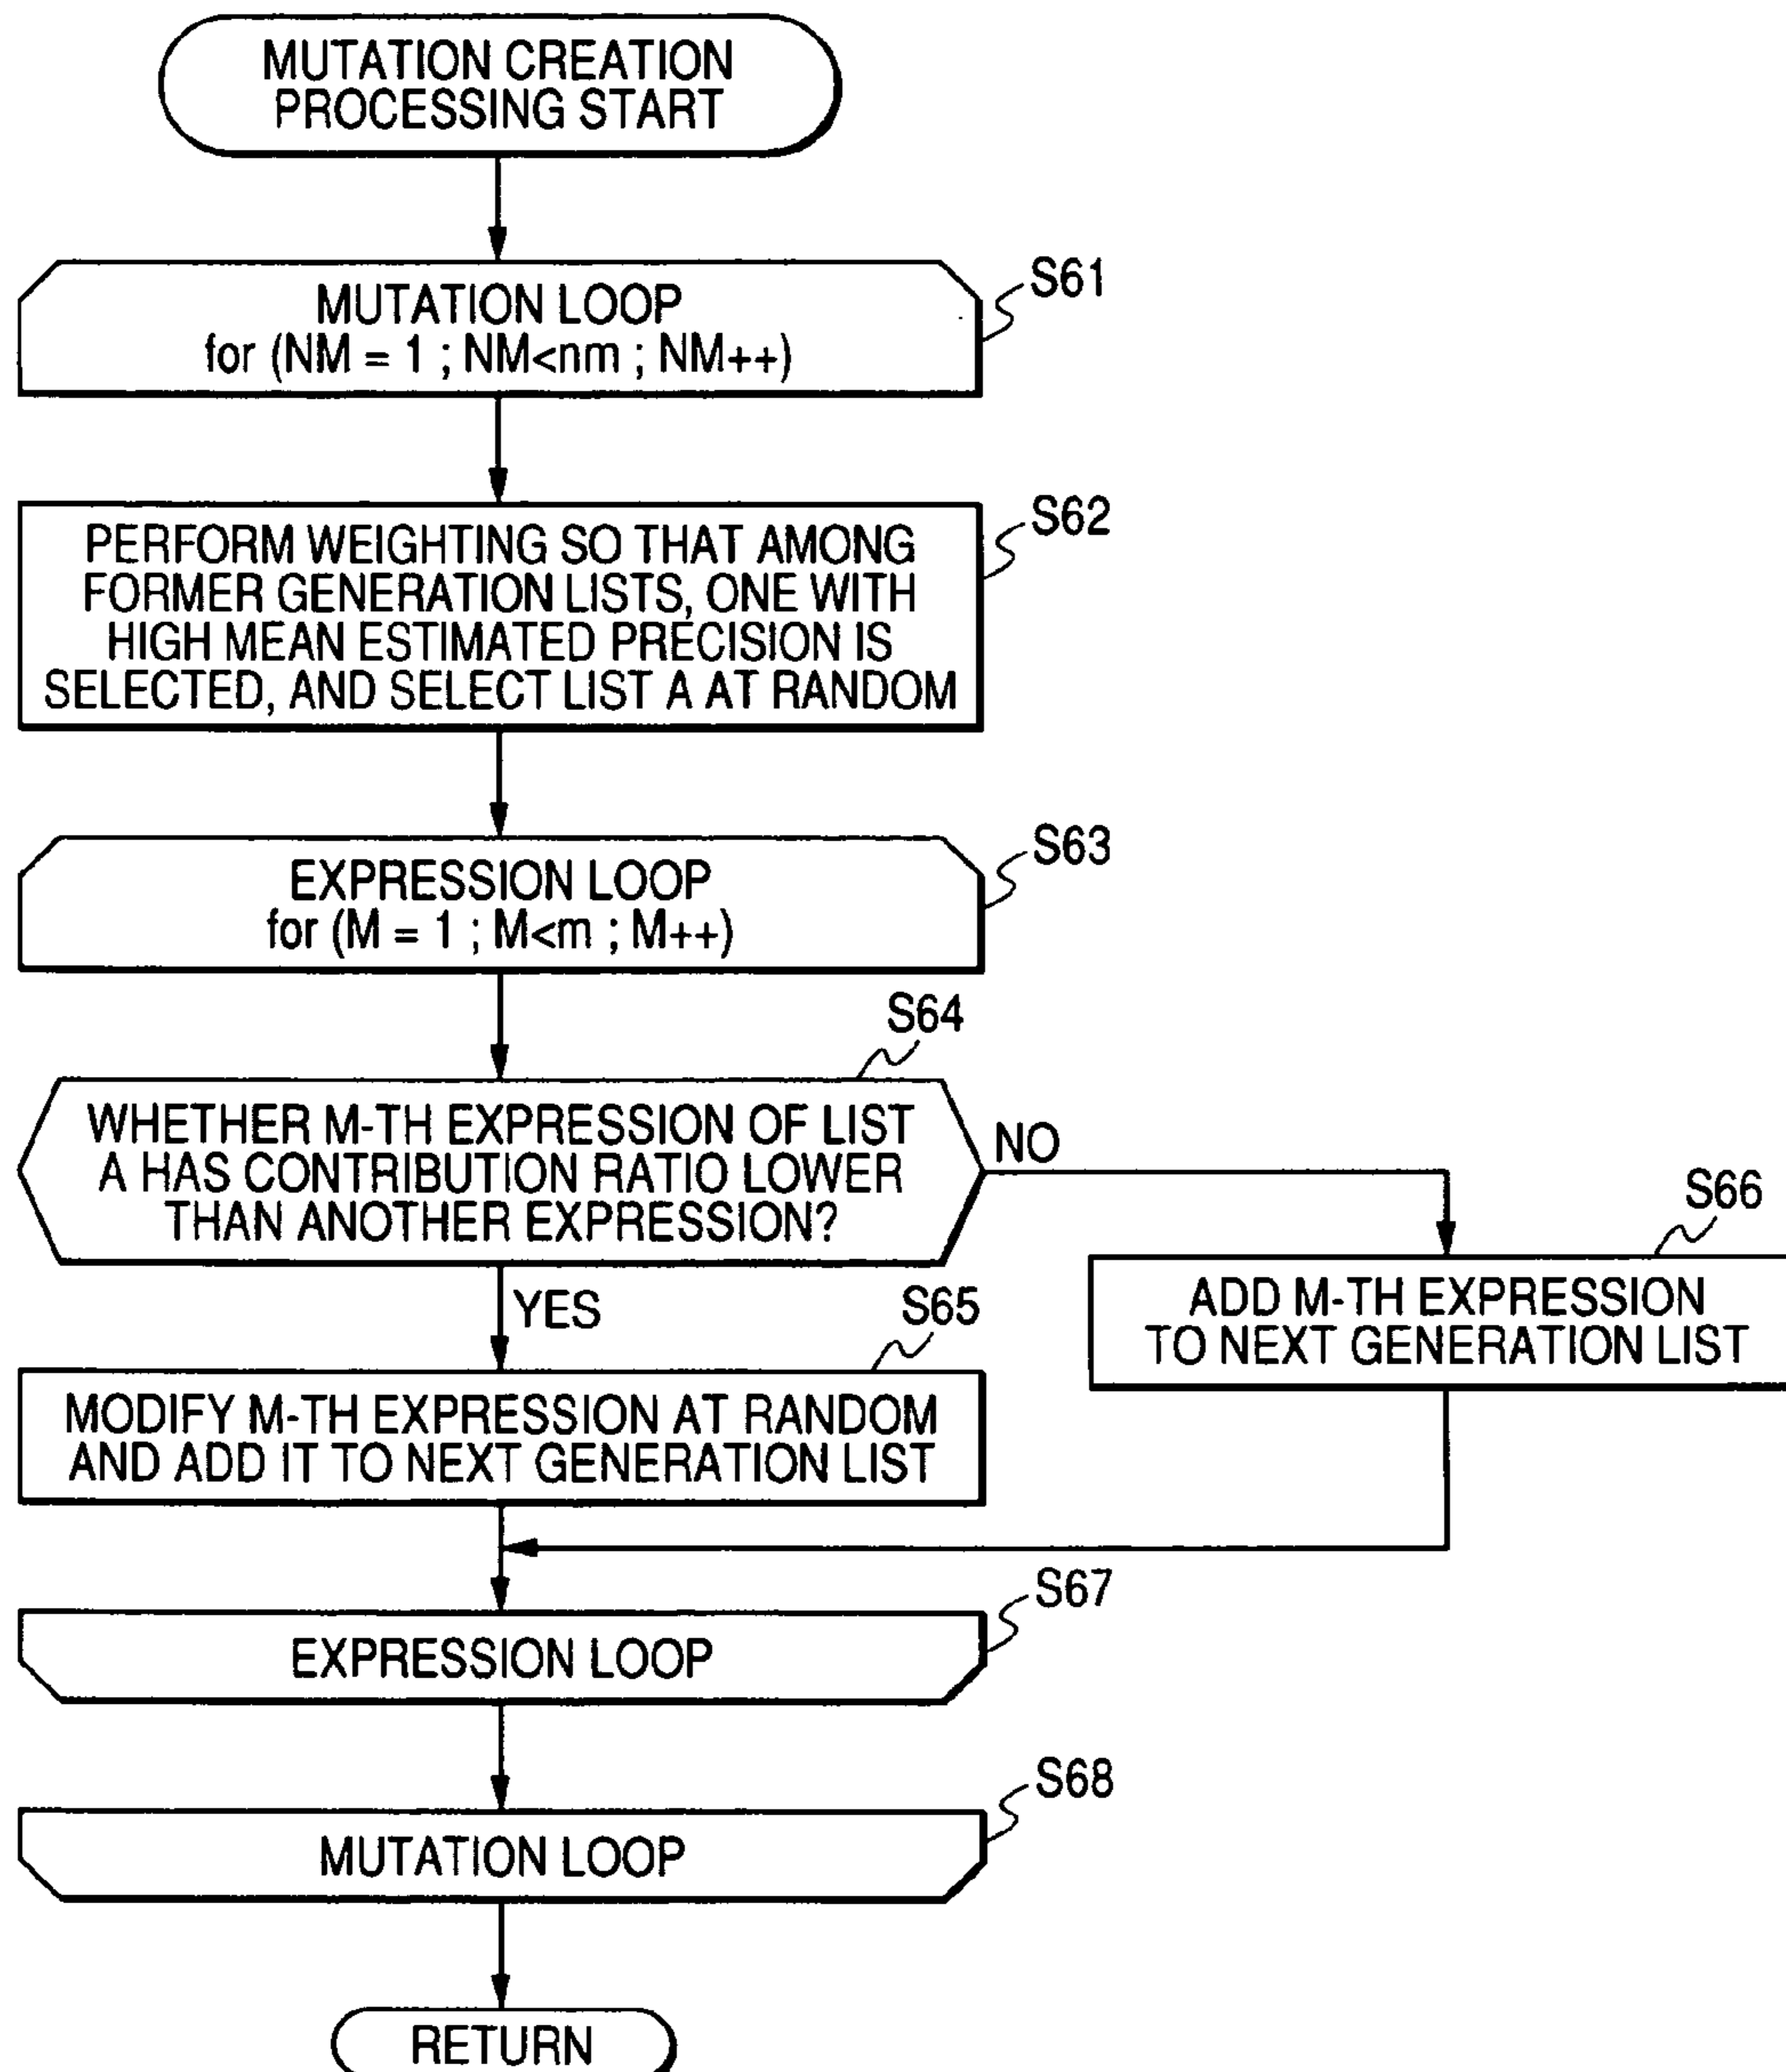 MUTATION CREATION
PROCESSING START
S61
MUTATION LOOP
for (NM = 1 ; NM<nm ; NM++)
S62
PERFORM WEIGHTING SO THAT AMONG
FORMER GENERATION LISTS, ONE WITH
HIGH MEAN ESTIMATED PRECISION IS
SELECTED, AND SELECT LIST A AT RANDOM
S63
EXPRESSION LOOP
for (M = 1 ; M<m ; M++)
S64
WHETHER M-TH EXPRESSION OF LIST
A HAS CONTRIBUTION RATIO LOWER
THAN ANOTHER EXPRESSION?
NO
YES
S66
ADD M-TH EXPRESSION
TO NEXT GENERATION LIST
S65
MODIFY M-TH EXPRESSION AT RANDOM
AND ADD IT TO NEXT GENERATION LIST
S67
EXPRESSION LOOP
S68
MUTATION LOOP
RETURN